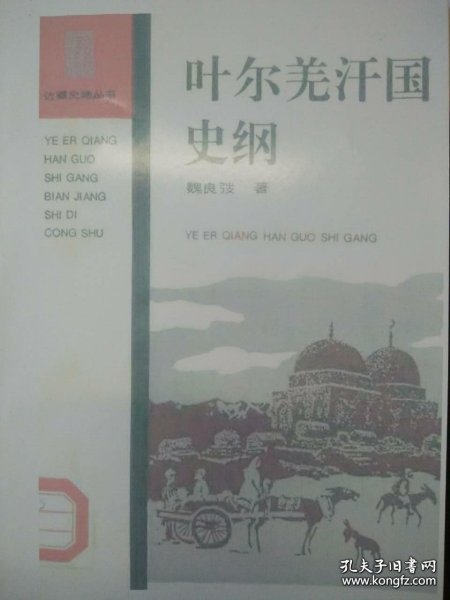 边疆史地丛书
YE ER QIANG
HAN GUO
SHI GANG
BIAN JIANG
SHI DI
CONG SHU
叶尔羌汗国
史纲
魏良弢 著
YE ER QIANG HAN GUO SHI GANG
孔夫子旧书网
www.kongfz.com